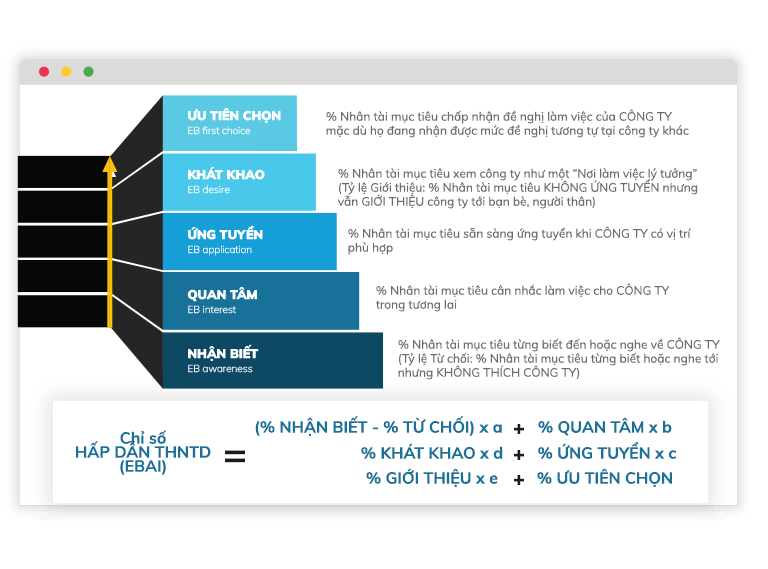 ƯU TIÊN CHỌN
EB first choice
% Nhân tài mục tiêu chấp nhận đề nghị làm việc của CÔNG TY
mặc dù họ đang nhận được mức đề nghị tương tự tại công ty khác
KHÁT KHAO
EB desire
% Nhân tài mục tiêu xem công ty như một “Nơi làm việc lý tưởng”
(Tỷ lệ Giới thiệu: % Nhân tài mục tiêu KHÔNG ỨNG TUYỂN nhưng
vẫn GIỚI THIỆU công ty tới bạn bè, người thân)
ỨNG TUYỂN
EB application
% Nhân tài mục tiêu sẵn sàng ứng tuyển khi CÔNG TY có vị trí
phù hợp
QUAN TÂM
EB interest
% Nhân tài mục tiêu cân nhắc làm việc cho CÔNG TY
trong tương lai
NHẬN BIẾT
EB awareness
% Nhân tài mục tiêu từng biết đến hoặc nghe về CÔNG TY
(Tỷ lệ Từ chối: % Nhân tài mục tiêu từng biết hoặc nghe tới
nhưng KHÔNG THÍCH CÔNG TY)
Chỉ số
HẤP DẪN THNTD
(EBAI)
=
(% NHẬN BIẾT - % TỪ CHỐI) x a + % QUAN TÂM x b
% KHÁT KHAO x d + % ỨNG TUYỂN x c
% GIỚI THIỆU x e + % ƯU TIÊN CHỌN